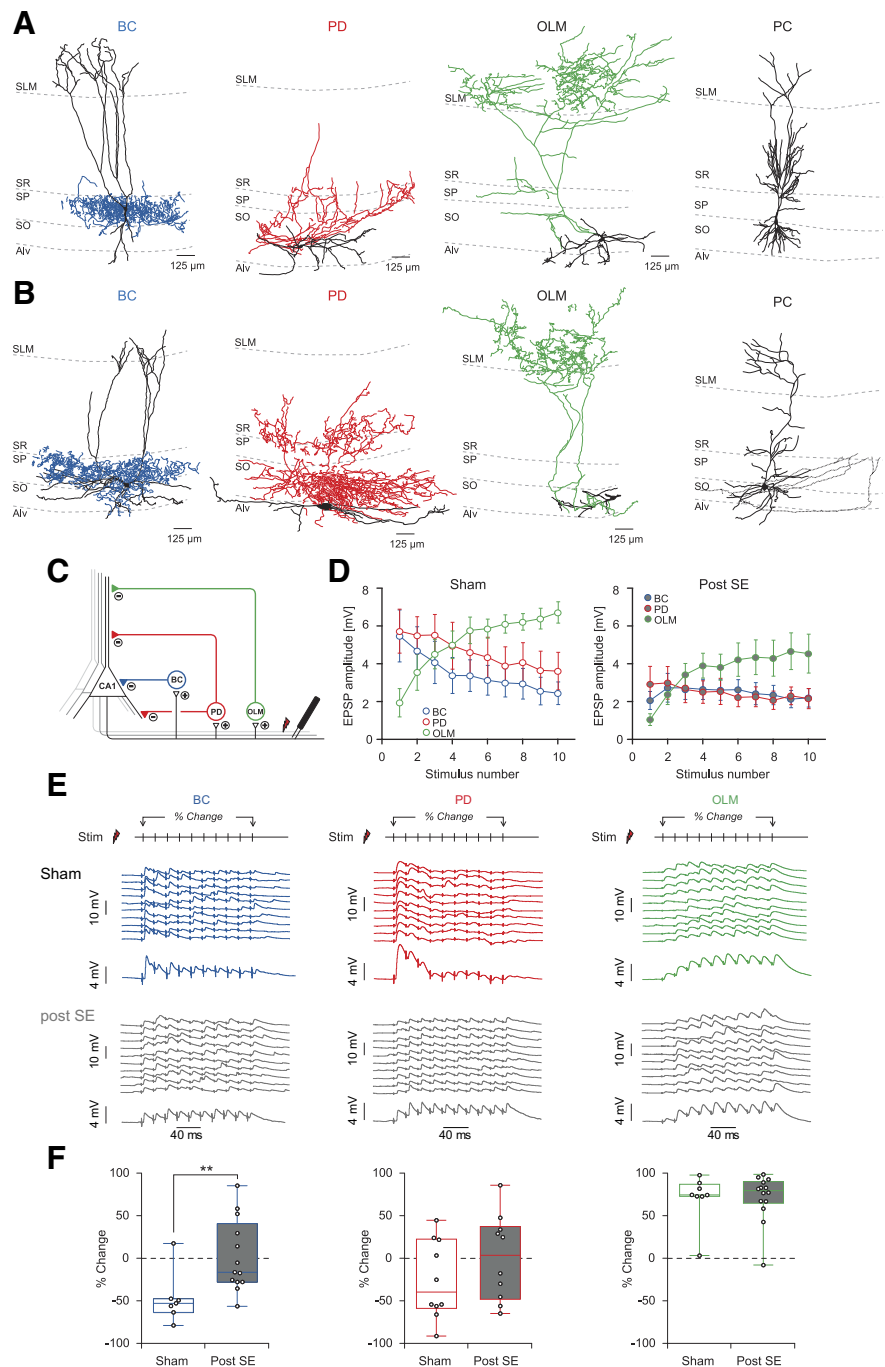 A
BC
PD
OLM
PC
SLM
SR
SP
SO
Alv
125 µm
SR
SP
SO
Alv
125 µm
SLM
SR
SP
SO
Alv
125 µm
SLM
SR
SP
SO
Alv
B
BC
PD
OLM
PC
SLM
SR
SP
SO
Alv
125 µm
SR
SP
SO
Alv
125 µm
SLM
SR
SP
SO
Alv
125 µm
SLM
SR
SP
SO
Alv
C
CA1
BC
PD
OLM
D
Sham
EPSP amplitude [mV]
8
6
4
2
0
0 2 4 6 8 10
Stimulus number
BC
PD
OLM
Post SE
EPSP amplitude [mV]
8
6
4
2
0
0 2 4 6 8 10
Stimulus number
BC
PD
OLM
E
BC
PD
OLM
% Change
% Change
% Change
Stim
Stim
Stim
Sham
10 mV
10 mV
10 mV
4 mV
4 mV
4 mV
post SE
10 mV
10 mV
10 mV
4 mV
4 mV
4 mV
40 ms
40 ms
40 ms
F
% Change
100
50
0
-50
-100
**
Sham Post SE
% Change
100
50
0
-50
-100
Sham Post SE
% Change
100
50
0
-50
-100
Sham Post SE